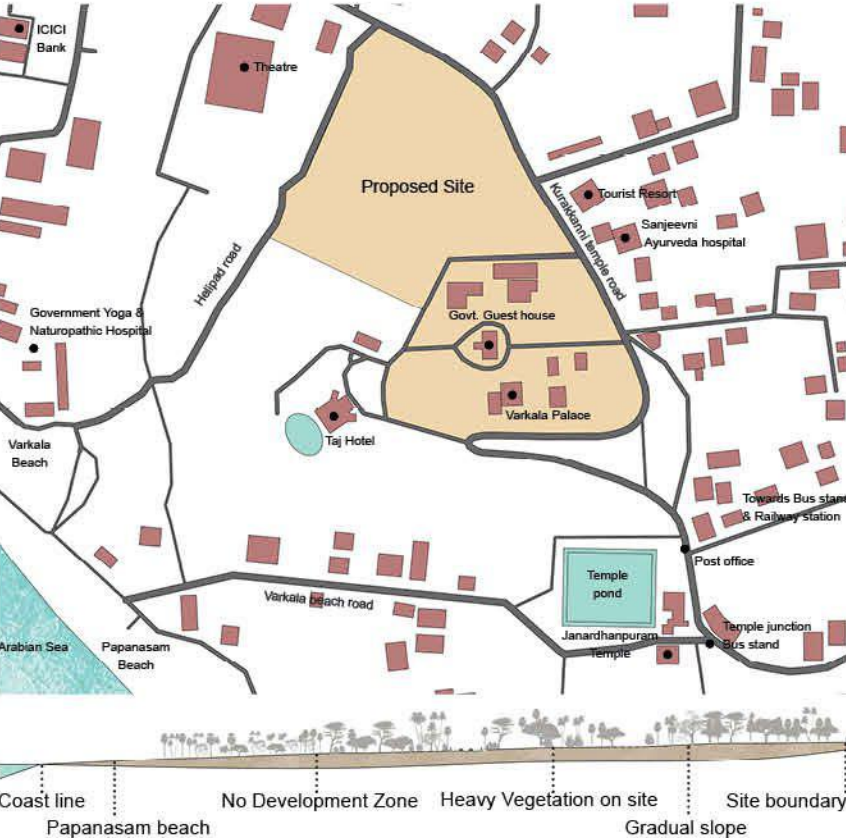 ICICI
Bank
Theatre
Proposed Site
Tourist Resort
Kurakkanni temple road
Sanjeevni
Ayurveda hospital
Helipad road
Government Yoga &
Naturopathic Hospital
Govt. Guest house
Varkala Palace
Taj Hotel
Varkala
Beach
Towards Bus stand
& Railway station
Post office
Temple
pond
Varkala beach road
Temple junction
Bus stand
Janardhanpuram
Temple
Arabian Sea
Papanasam
Beach
Coast line
No Development Zone
Heavy Vegetation on site
Site boundary
Papanasam beach
Gradual slope